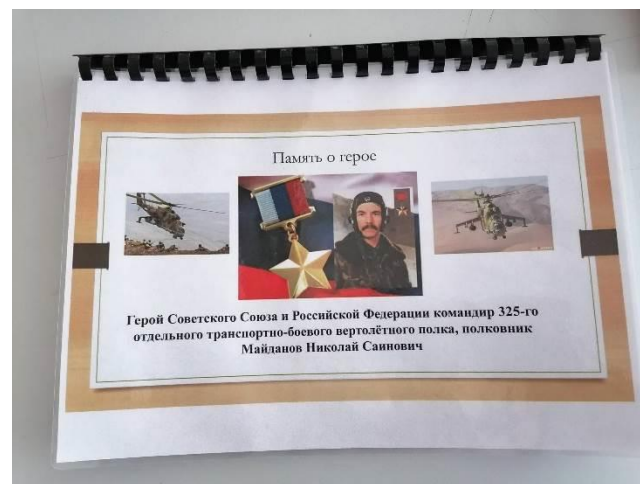 Память о герое
Герой Советского Союза и Российской Федерации командир 325-го
отдельного транспортно-боевого вертолётного полка, полковник
Майданов Николай Саинович